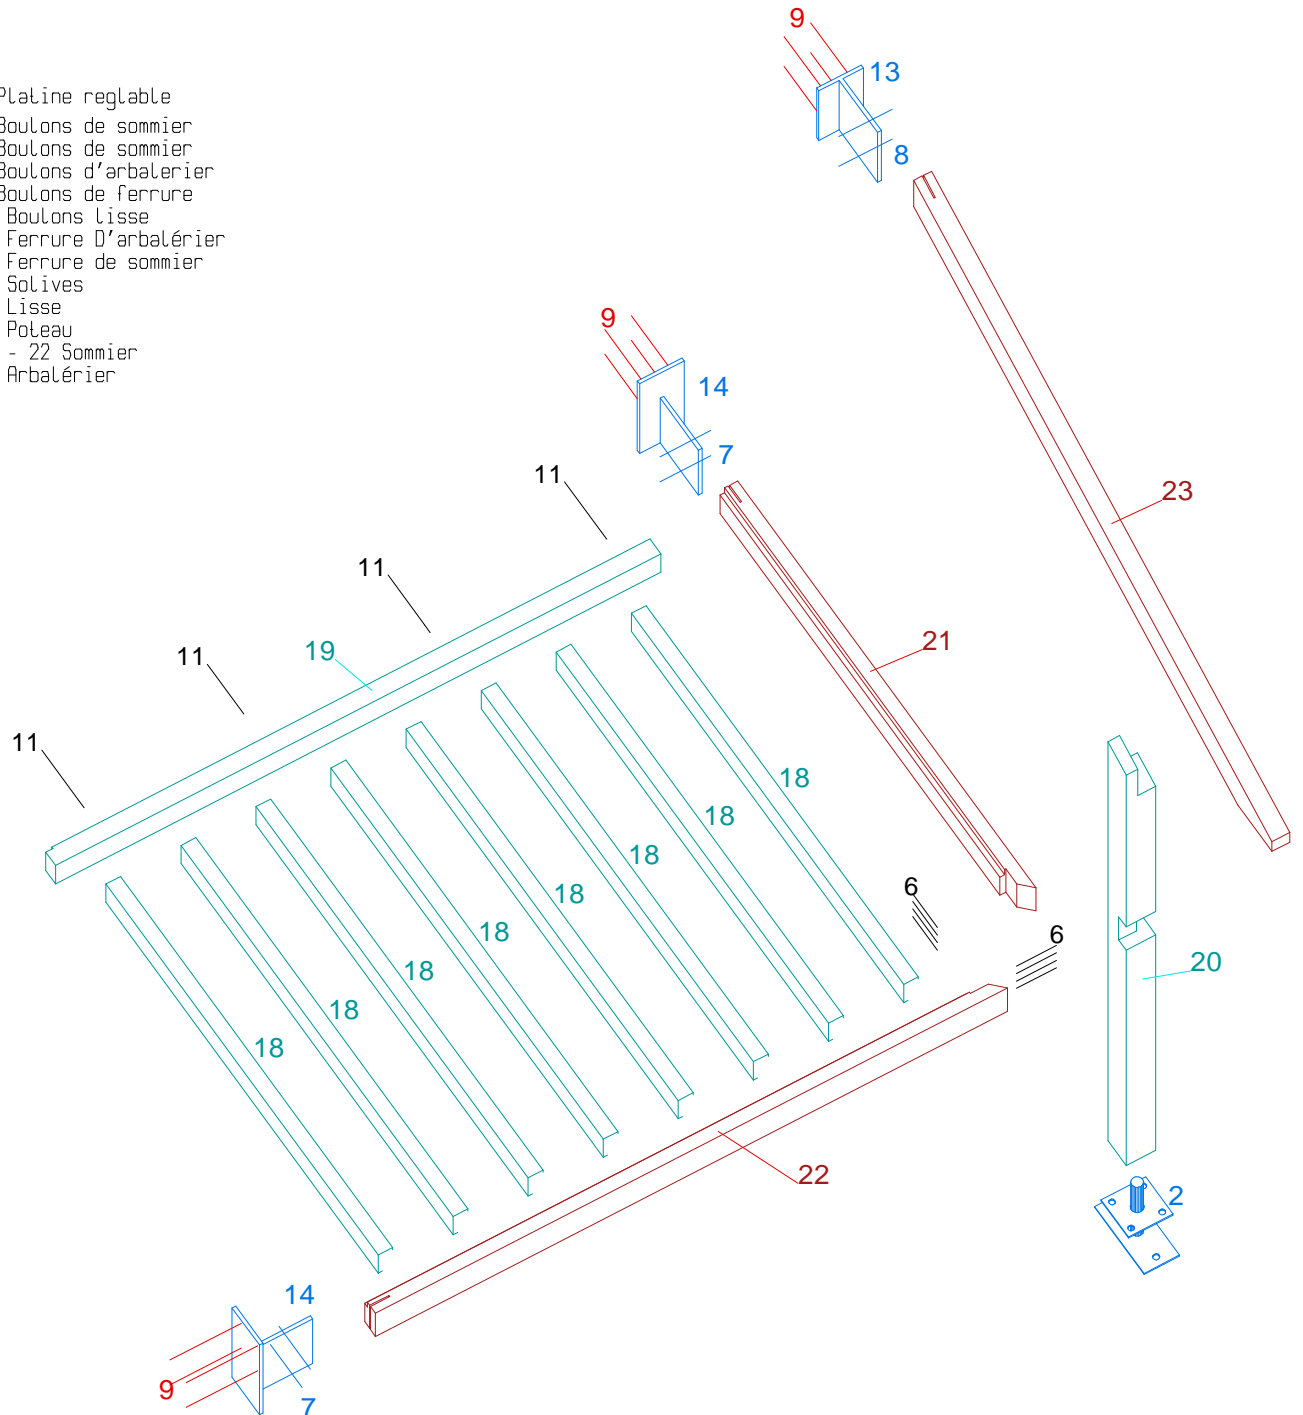 Platine reglable
Boulons de sommier
Boulons de sommier
Boulons d'arbalerier
Boulons de ferrure
Boulons lisse
Ferrure D'arbalérier
Ferrure de sommier
Solives
Lisse
Poteau
- 22 Sommier
Arbalérier
9
13
8
9
14
7
11
23
11
21
19
11
11
18
18
18
18
18
18
18
18
6
6
20
22
2
14
9
7